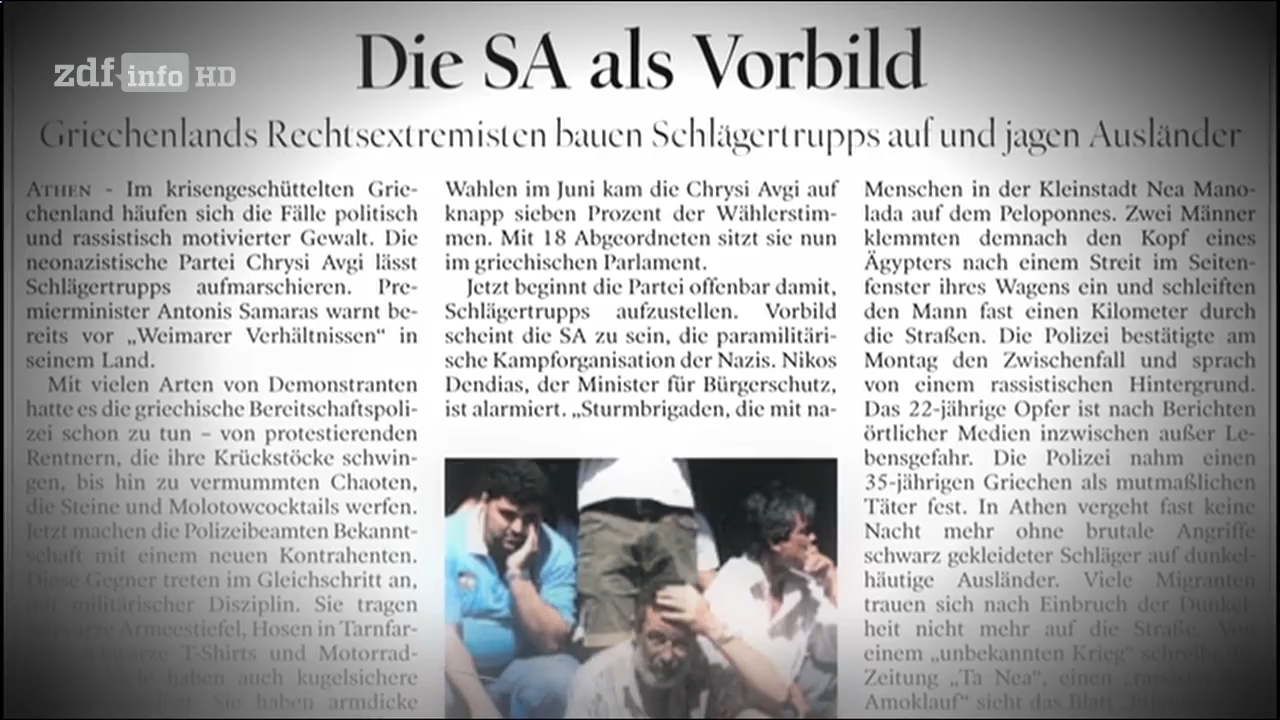 zdf info HD
Die SA als Vorbild
Griechenlands Rechtsextremisten bauen Schlägertrupps auf und jagen Ausländer
ATHEN - Im krisengeschüttelten Grie-
chenland häufen sich die Fälle politisch
und rassistisch motivierter Gewalt. Die
neonazistische Partei Chrysi Avgi lässt
Schlägertrupps aufmarschieren. Pre-
mierminister Antonis Samaras warnt be-
reits vor „Weimarer Verhältnissen“ in
seinem Land.
Mit vielen Arten von Demonstranten
hatte es die griechische Bereitschaftspoli-
zei schon zu tun – von protestierenden
Rentnern, die ihre Krückstöcke schwin-
gen, bis hin zu vermummten Chaoten,
die Steine und Molotowcocktails werfen.
Jetzt machen die Polizeibeamten Bekannt-
schaft mit einem neuen Kontrahenten.
Diese Gegner treten im Gleichschritt an,
mit militärischer Disziplin. Sie tragen
schwarze Armeestiefel, Hosen in Tarnfar-
schwarze T-Shirts und Motorrad-
Viele haben auch kugelsichere
Sie haben armdicke
Wahlen im Juni kam die Chrysi Avgi auf
knapp sieben Prozent der Wählerstim-
men. Mit 18 Abgeordneten sitzt sie nun
im griechischen Parlament.
Jetzt beginnt die Partei offenbar damit,
Schlägertrupps aufzustellen. Vorbild
scheint die SA zu sein, die paramilitäri-
sche Kampforganisation der Nazis. Nikos
Dendias, der Minister für Bürgerschutz,
ist alarmiert. „Sturmbrigaden, die mit na-
Menschen in der Kleinstadt Nea Mano-
lada auf dem Peloponnes. Zwei Männer
klemmten demnach den Kopf eines
Ägypters nach einem Streit im Seiten-
fenster ihres Wagens ein und schleiften
den Mann fast einen Kilometer durch
die Straßen. Die Polizei bestätigte am
Montag den Zwischenfall und sprach
von einem rassistischen Hintergrund.
Das 22-jährige Opfer ist nach Berichten
örtlicher Medien inzwischen außer Le-
bensgefahr. Die Polizei nahm einen
35-jährigen Griechen als mutmaßlichen
Täter fest. In Athen vergeht fast keine
Nacht mehr ohne brutale Angriffe
schwarz gekleideter Schläger auf dunkel-
häutige Ausländer. Viele Migranten
trauen sich nach Einbruch der Dunkel-
heit nicht mehr auf die Straße. Von
einem „unbekannten Krieg“ schreibt die
Zeitung „Ta Nea“, einen
Amoklauf“ sieht das Blatt